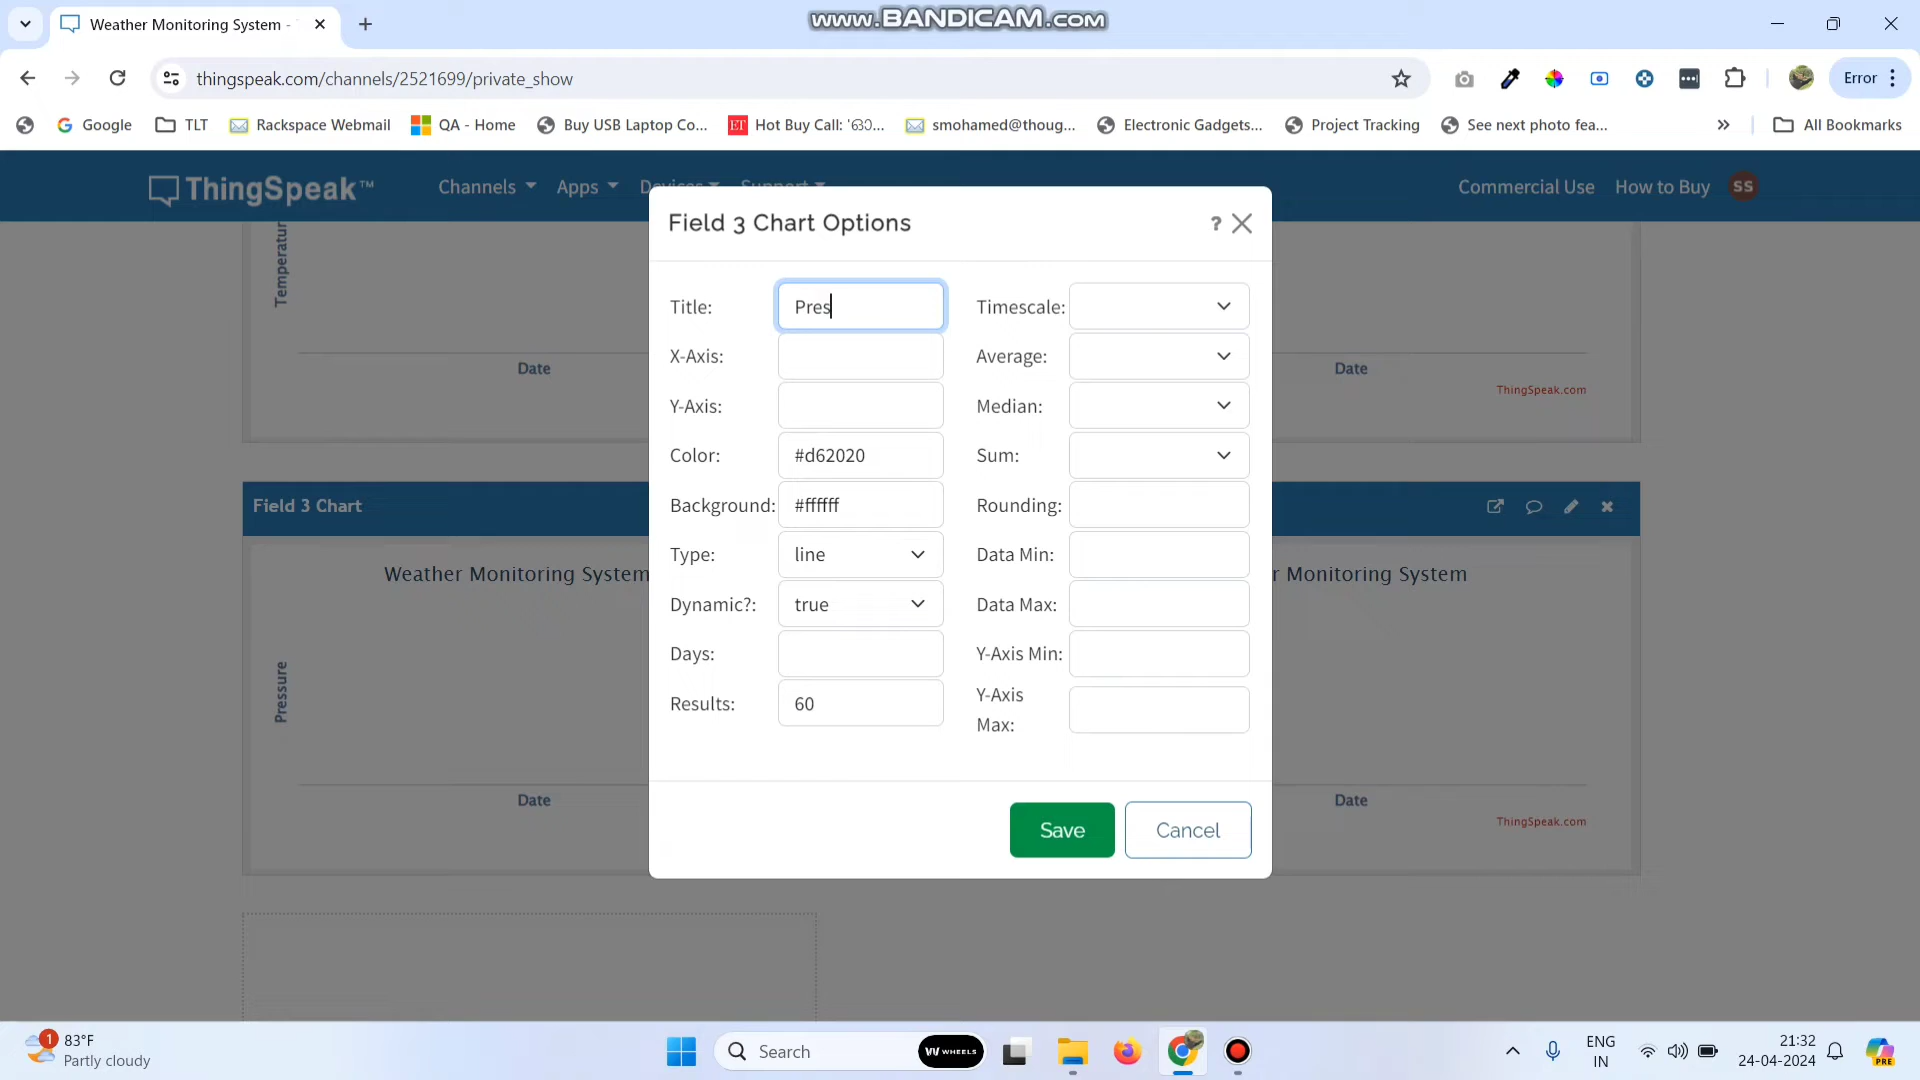 Weather Monitoring System -
www.BANDICAM.com
thingspeak.com/channels/2521699/private_show
Error
Google
TLT
Rackspace Webmail
QA - Home
Buy USB Laptop Co...
ET
Hot Buy Call: 'ഓാ...
smohamed@thoug...
Electronic Gadgets...
Project Tracking
See next photo fea...
»
All Bookmarks
ThingSpeak™
Channels
Apps
Devices
Support
Commercial Use
How to Buy
SS
Field 3 Chart Options
?
Title:
Pres
Timescale:
X-Axis:
Average:
Y-Axis:
Median:
Color:
#d62020
Sum:
Background:
#ffffff
Rounding:
Type:
line
Data Min:
Dynamic?:
true
Data Max:
Days:
Y-Axis Min:
Results:
60
Y-Axis
Max:
Save
Cancel
Temperatur
Date
Date
ThingSpeak.com
Field 3 Chart
Weather Monitoring System
r Monitoring System
Pressure
Date
Date
ThingSpeak.com
1
83°F
Partly cloudy
Search
WHEELS
ENG
IN
21:32
24-04-2024
PRE